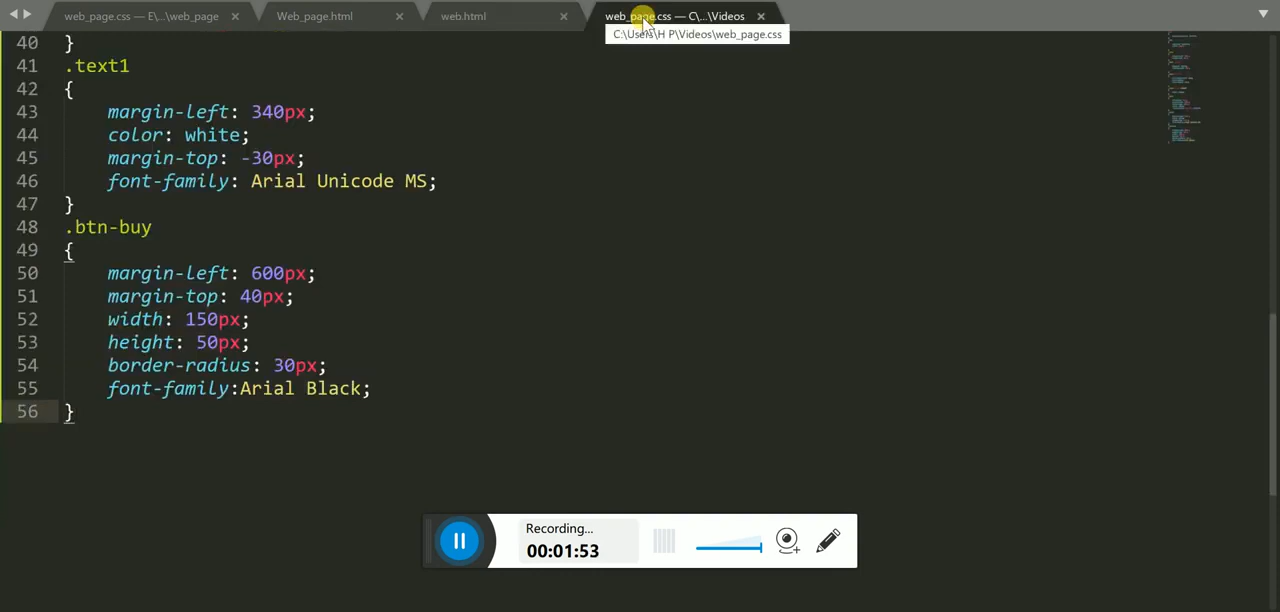 web_page.css — E\...\web_page
Web_page.html
web.html
web_page.css — C\...\Videos
C:\Users\H P\Videos\web_page.css
40 }
41 .text1
42 {
43 margin-left: 340px;
44 color: white;
45 margin-top: -30px;
46 font-family: Arial Unicode MS;
47 }
48 .btn-buy
49 {
50 margin-left: 600px;
51 margin-top: 40px;
52 width: 150px;
53 height: 50px;
54 border-radius: 30px;
55 font-family:Arial Black;
56 }
Recording...
00:01:53